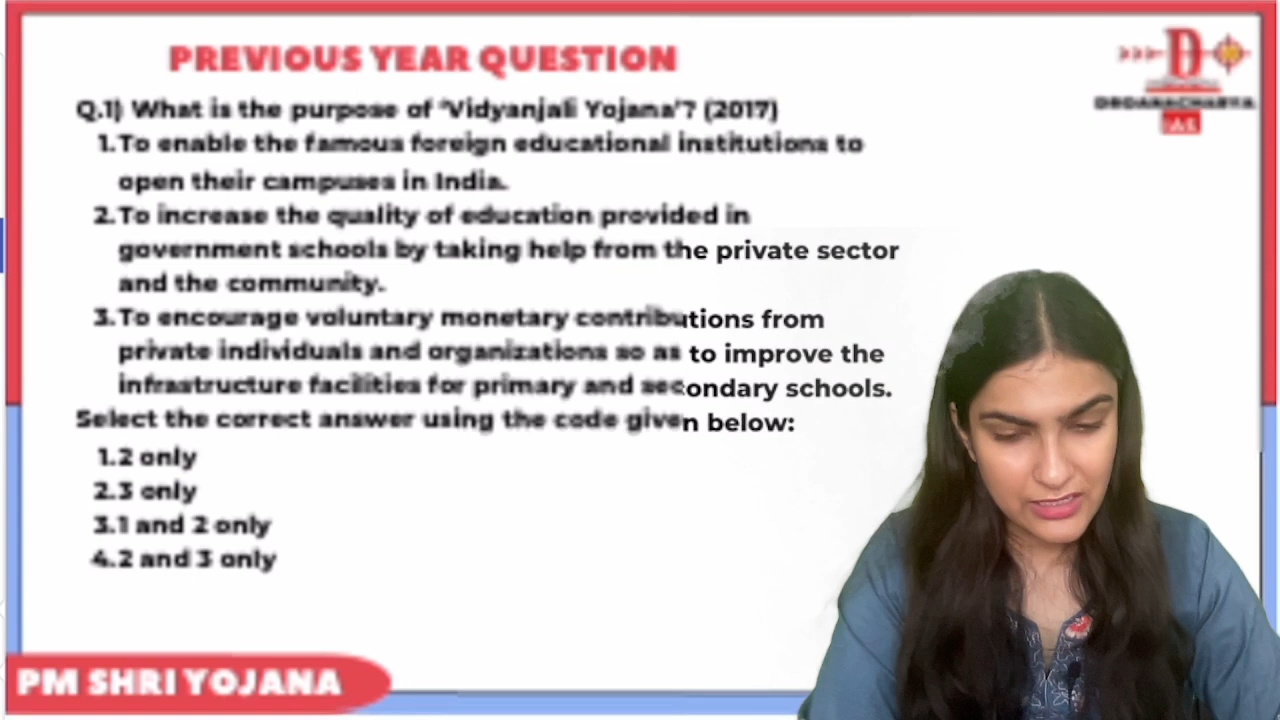 PREVIOUS YEAR QUESTION
D
DRONACHARYA
IAS
Q.1) What is the purpose of 'Vidyanjali Yojana'? (2017)
1. To enable the famous foreign educational institutions to
open their campuses in India.
2. To increase the quality of education provided in
government schools by taking help from the private sector
and the community.
3. To encourage voluntary monetary contributions from
private individuals and organizations so as to improve the
infrastructure facilities for primary and secondary schools.
Select the correct answer using the code given below:
1. 2 only
2. 3 only
3. 1 and 2 only
4. 2 and 3 only
PM SHRI YOJANA